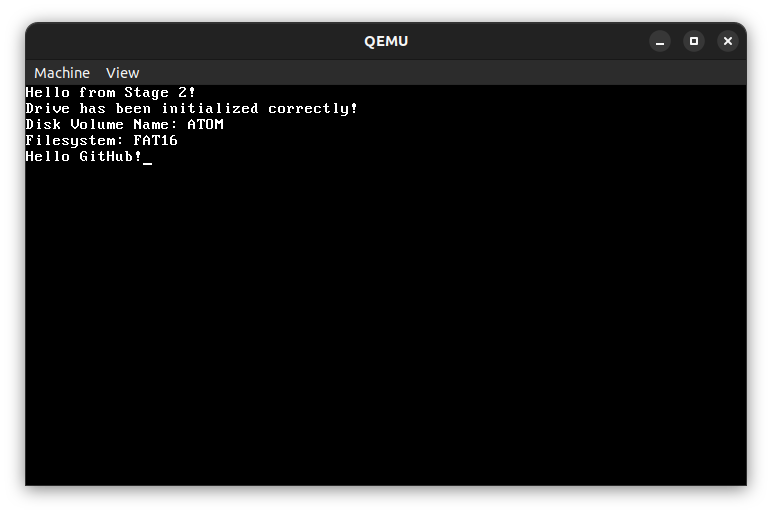 QEMU
Machine View
Hello from Stage 2!
Drive has been initialized correctly!
Disk Volume Name: ATOM
Filesystem: FAT16
Hello GitHub!_